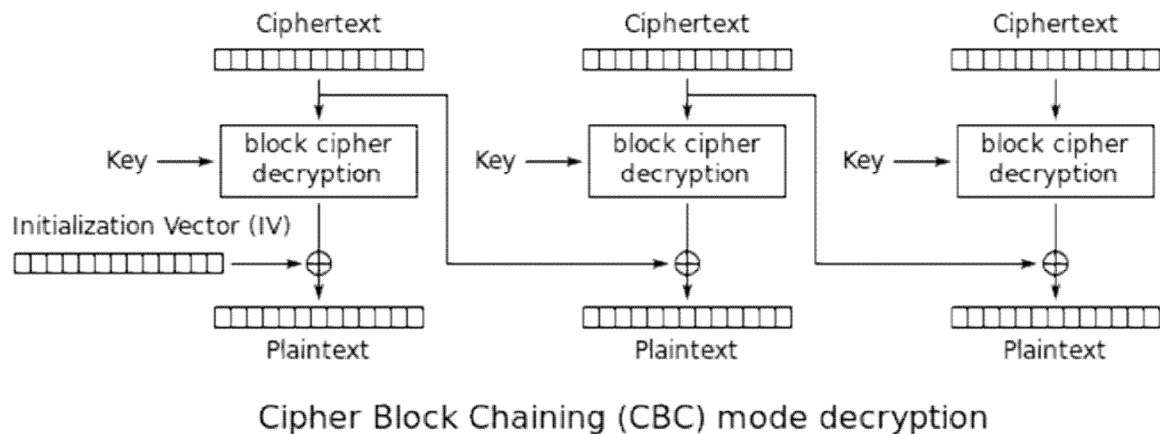 Ciphertext
Ciphertext
Ciphertext
Key
block cipher
decryption
Key
block cipher
decryption
Key
block cipher
decryption
Initialization Vector (IV)
Plaintext
Plaintext
Plaintext
Cipher Block Chaining (CBC) mode decryption